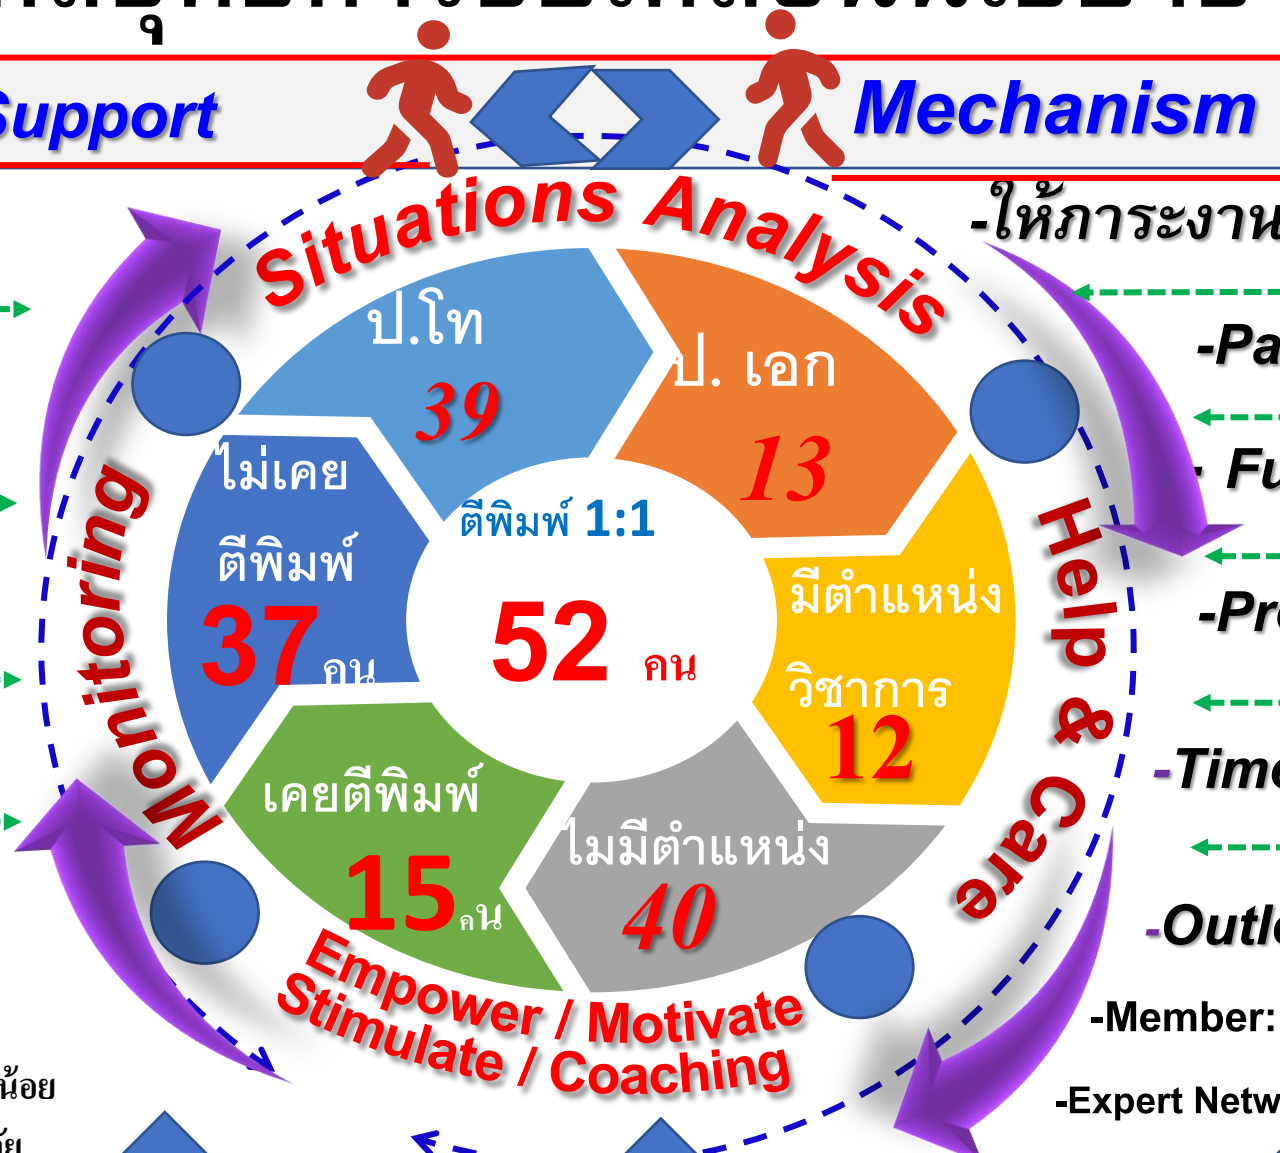 Support
Mechanism
-ให้ภาระงาน
Situations Analysis
ป.โท
39
ป. เอก
13
ไม่เคย
ตีพิมพ์
37 คน
ตีพิมพ์ 1:1
52 คน
มีตำแหน่ง
วิชาการ
12
เคยตีพิมพ์
15 คน
ไมมีตำแหน่ง
40
Monitoring
Help & Care
Empower / Motivate
Stimulate / Coaching
-Pa
- Fu
-Pro
-Time
-Outlo
-Member:
-Expert Netw
น้อย